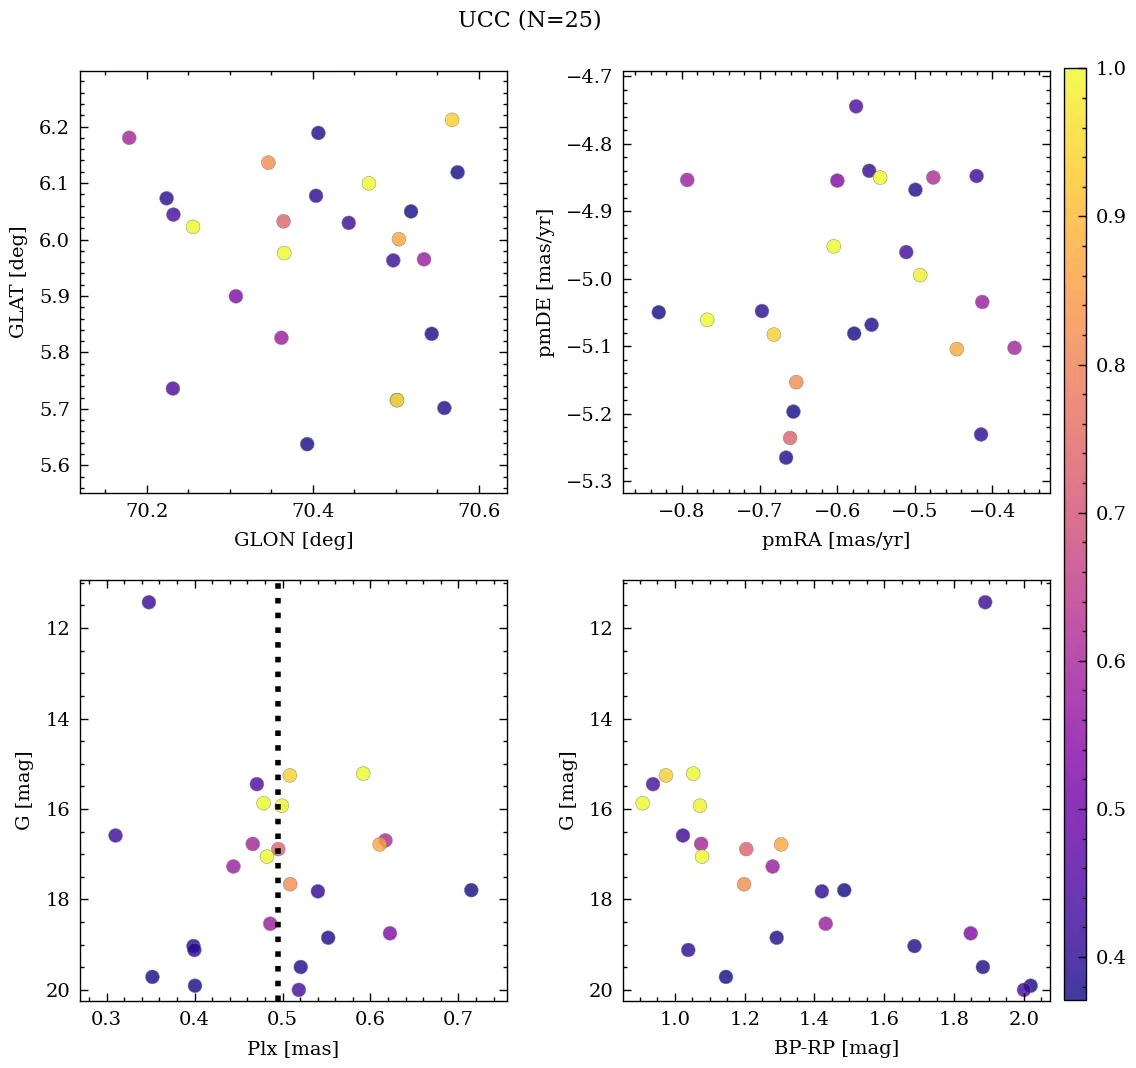 UCC (N=25)
6.2
6.1
6.0
5.9
5.8
5.7
5.6
GLAT [deg]
70.2 70.4 70.6
GLON [deg]
−4.7
−4.8
−4.9
−5.0
−5.1
−5.2
−5.3
pmDE [mas/yr]
−0.8 −0.7 −0.6 −0.5 −0.4
pmRA [mas/yr]
12
14
16
18
20
G [mag]
0.3 0.4 0.5 0.6 0.7
Plx [mas]
12
14
16
18
20
G [mag]
1.0 1.2 1.4 1.6 1.8 2.0
BP-RP [mag]
1.0
0.9
0.8
0.7
0.6
0.5
0.4